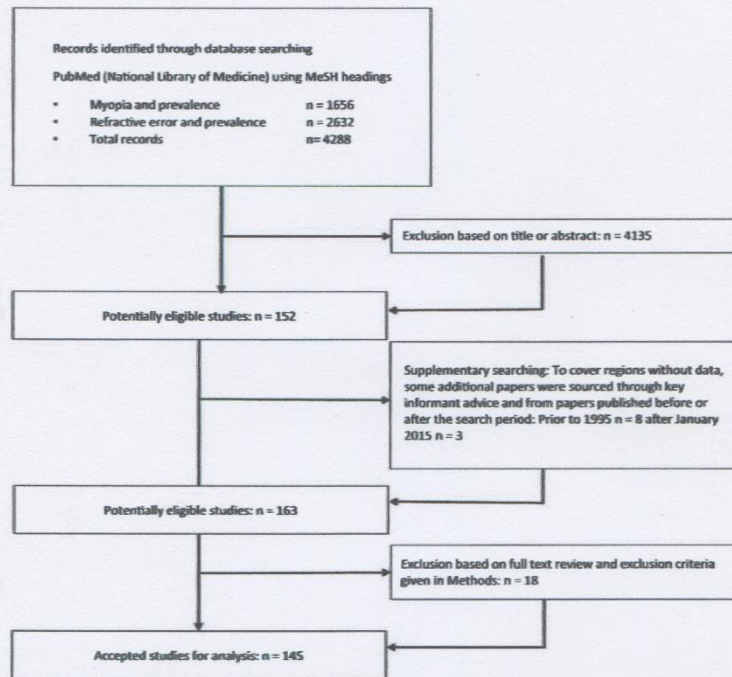 Records identified through database searching
PubMed (National Library of Medicine) using MeSH headings
• Myopia and prevalence n = 1656
• Refractive error and prevalence n = 2632
• Total records n= 4288
Exclusion based on title or abstract: n = 4135
Potentially eligible studies: n = 152
Supplementary searching: To cover regions without data,
some additional papers were sourced through key
informant advice and from papers published before or
after the search period: Prior to 1995 n = 8 after January
2015 n = 3
Potentially eligible studies: n = 163
Exclusion based on full text review and exclusion criteria
given in Methods: n = 18
Accepted studies for analysis: n = 145